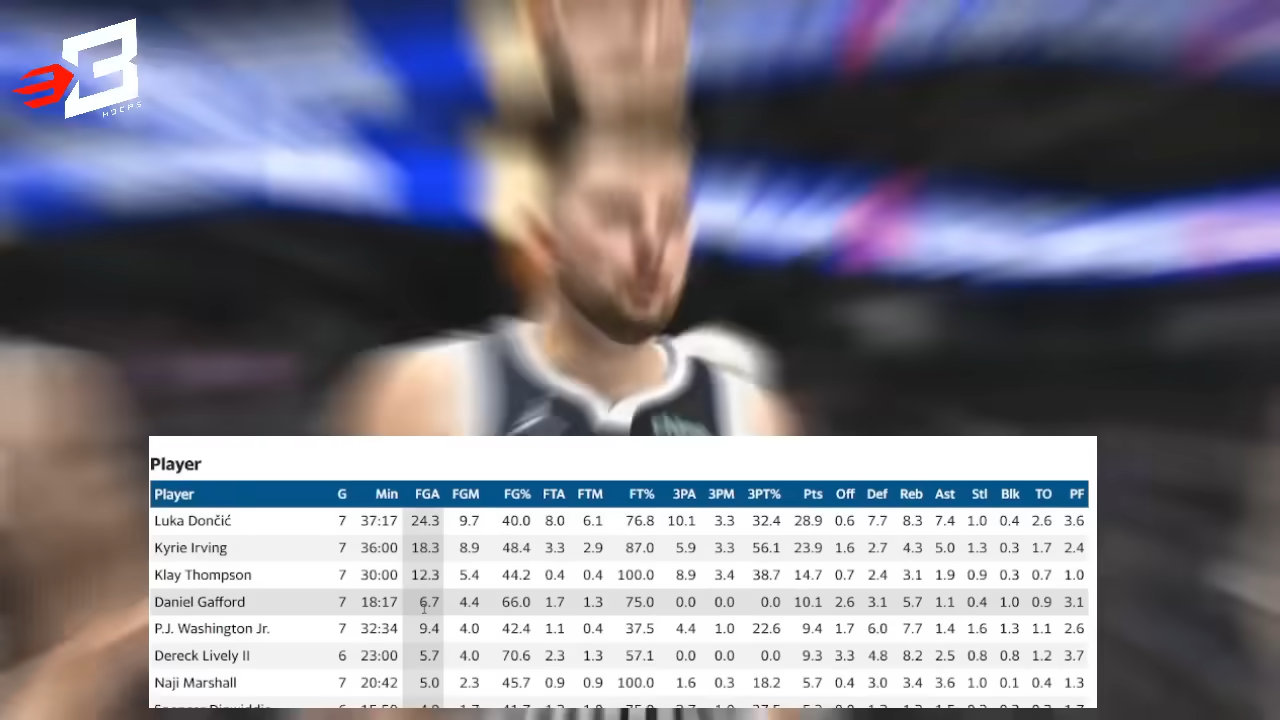 HOOPS
Player
Player G Min FGA FGM FG% FTA FTM FT% 3PA 3PM 3PT% Pts Off Def Reb Ast Stl Blk TO PF
Luka Dončić 7 37:17 24.3 9.7 40.0 8.0 6.1 76.8 10.1 3.3 32.4 28.9 0.6 7.7 8.3 7.4 1.0 0.4 2.6 3.6
Kyrie Irving 7 36:00 18.3 8.9 48.4 3.3 2.9 87.0 5.9 3.3 56.1 23.9 1.6 2.7 4.3 5.0 1.3 0.3 1.7 2.4
Klay Thompson 7 30:00 12.3 5.4 44.2 0.4 0.4 100.0 8.9 3.4 38.7 14.7 0.7 2.4 3.1 1.9 0.9 0.3 0.7 1.0
Daniel Gafford 7 18:17 6.7 4.4 66.0 1.7 1.3 75.0 0.0 0.0 0.0 10.1 2.6 3.1 5.7 1.1 0.4 1.0 0.9 3.1
P.J. Washington Jr. 7 32:34 9.4 4.0 42.4 1.1 0.4 37.5 4.4 1.0 22.6 9.4 1.7 6.0 7.7 1.4 1.6 1.3 1.1 2.6
Dereck Lively II 6 23:00 5.7 4.0 70.6 2.3 1.3 57.1 0.0 0.0 0.0 9.3 3.3 4.8 8.2 2.5 0.8 0.8 1.2 3.7
Naji Marshall 7 20:42 5.0 2.3 45.7 0.9 0.9 100.0 1.6 0.3 18.2 5.7 0.4 3.0 3.4 3.6 1.0 0.1 0.4 1.3